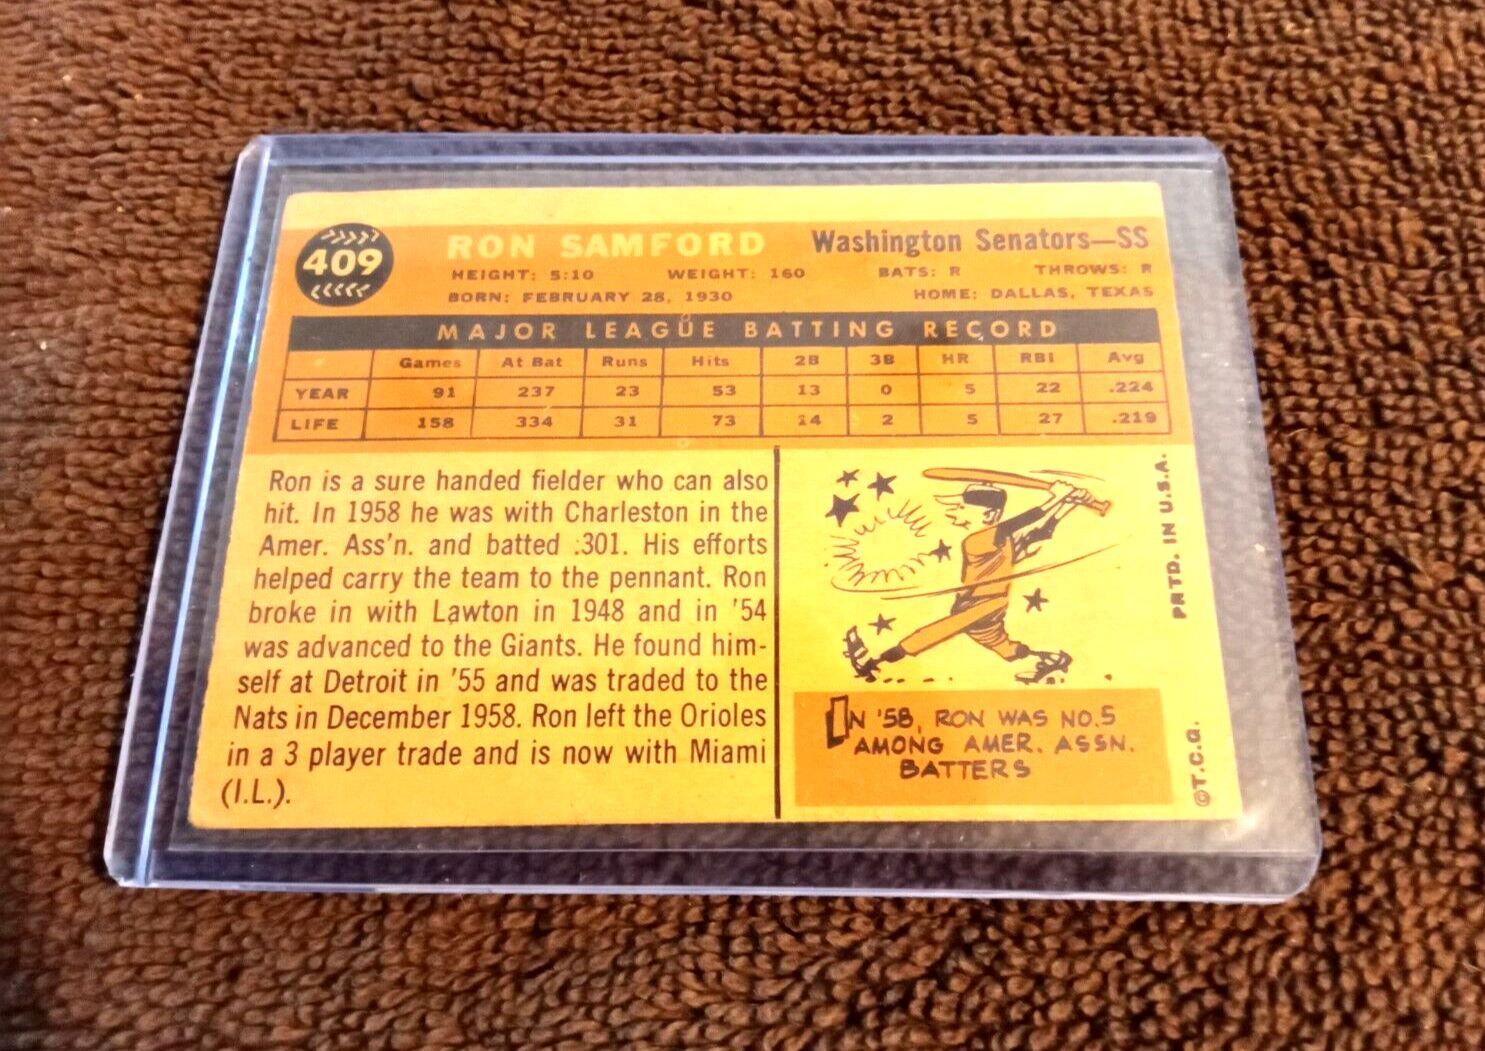 409
RON SAMFORD Washington Senators—SS
HEIGHT: 5:10 WEIGHT: 160 BATS: R THROWS: R
BORN: FEBRUARY 28, 1930 HOME: DALLAS, TEXAS
MAJOR LEAGUE BATTING RECORD
Games At Bat Runs Hits 2B 3B HR RBI Avg
YEAR 91 237 23 53 13 0 5 22 .224
LIFE 158 334 31 73 14 2 5 27 .219
Ron is a sure handed fielder who can also
hit. In 1958 he was with Charleston in the
Amer. Ass'n. and batted .301. His efforts
helped carry the team to the pennant. Ron
broke in with Lawton in 1948 and in '54
was advanced to the Giants. He found him-
self at Detroit in '55 and was traded to the
Nats in December 1958. Ron left the Orioles
in a 3 player trade and is now with Miami
(I.L.).
IN '58, RON WAS NO.5
AMONG AMER. ASSN.
BATTERS
©T.C.G. PRTD. IN U.S.A.